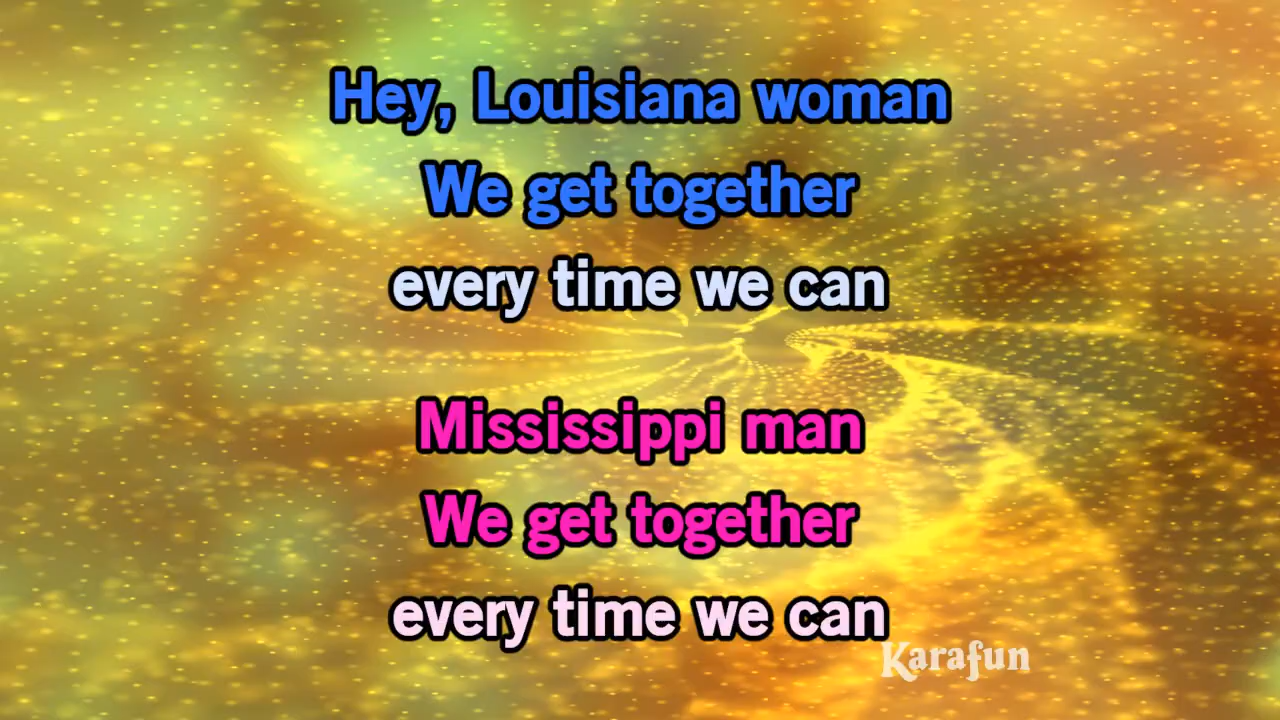 Hey, Louisiana woman
We get together
every time we can
Mississippi man
We get together
every time we can
Karafun